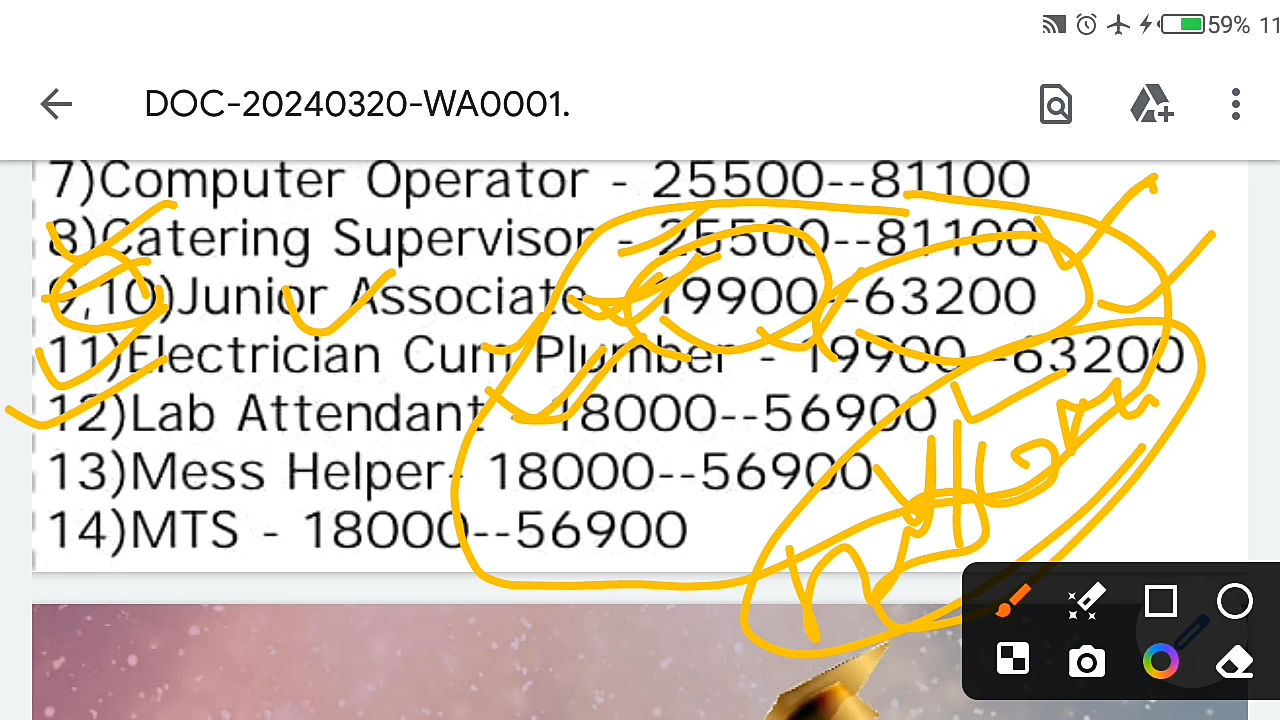 59% 11
DOC-20240320-WA0001.
7)Computer Operator - 25500--81100
8)Catering Supervisor - 25500--81100
9,10)Junior Associate - 19900--63200
11)Electrician Cum Plumber - 19900--63200
12)Lab Attendant - 18000--56900
13)Mess Helper- 18000--56900
14)MTS - 18000--56900